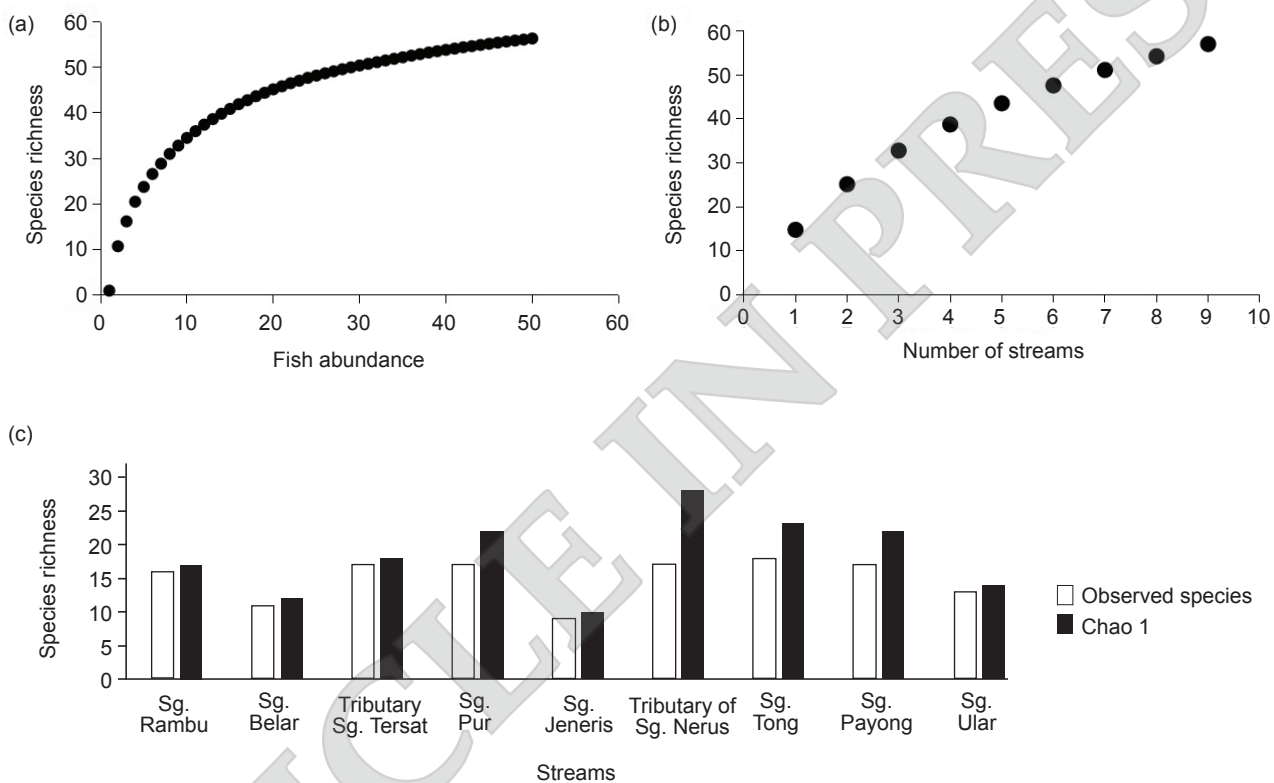 (a)
60
50
40
30
20
10
0
Species richness
0 10 20 30 40 50 60
Fish abundance
(b)
60
50
40
30
20
10
0
Species richness
0 1 2 3 4 5 6 7 8 9 10
Number of streams
(c)
30
25
20
15
10
5
0
Species richness
Sg. Rambu
Sg. Belar
Tributary Sg. Tersat
Sg. Pur
Sg. Jeneris
Tributary of Sg. Nerus
Sg. Tong
Sg. Payong
Sg. Ular
Streams
Observed species
Chao 1
CLE IN PRES